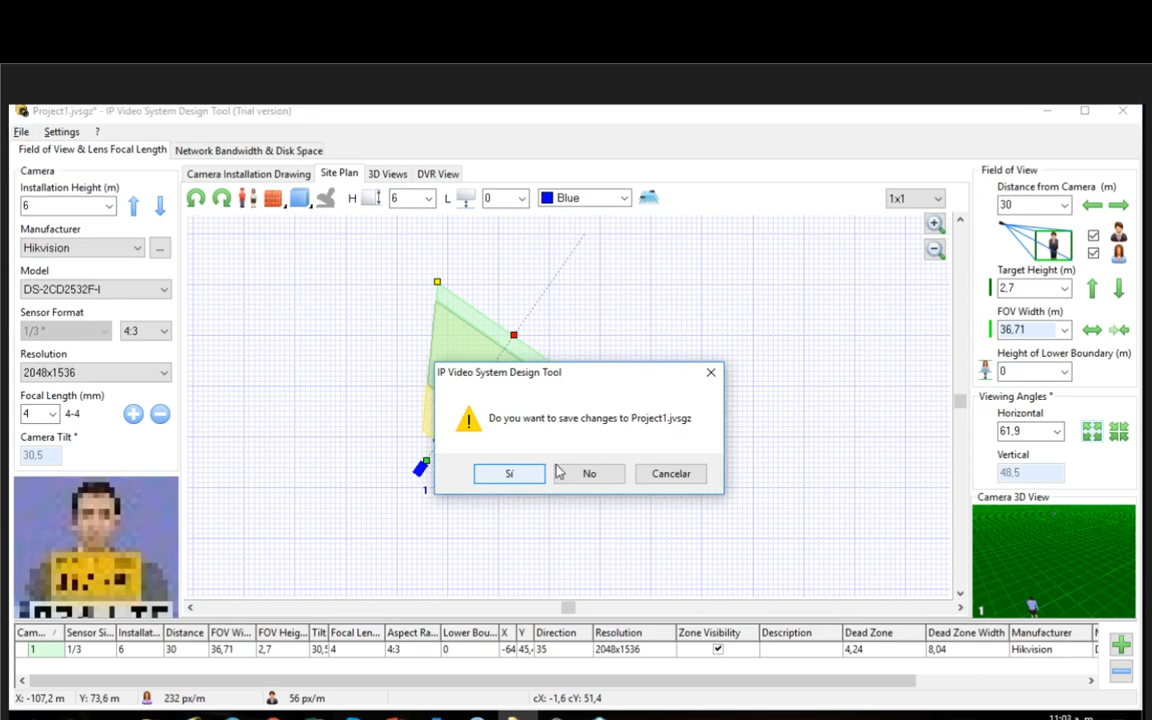 Project1.jvsgz* - IP Video System Design Tool (Trial version)
File Settings ?
Field of View & Lens Focal Length Network Bandwidth & Disk Space
Camera
Installation Height (m)
6
Manufacturer
Hikvision
...
Model
DS-2CD2532F-I
Sensor Format
1/3 " 4:3
Resolution
2048x1536
Focal Length (mm)
4 4-4
Camera Tilt °
30,5
Camera Installation Drawing Site Plan 3D Views DVR View
H 6 L 0 Blue 1x1
1
IP Video System Design Tool
Do you want to save changes to Project1.jvsgz
Sí No Cancelar
Field of View
Distance from Camera (m)
30
Target Height (m)
2,7
FOV Width (m)
36,71
Height of Lower Boundary (m)
0
Viewing Angles °
Horizontal
61,9
Vertical
48,5
Camera 3D View
1
Cam... Sensor Si... Installat... Distance FOV Wi... FOV Heig... Tilt Focal Len... Aspect Ra... Lower Bou... X Y Direction Resolution Zone Visibility Description Dead Zone Dead Zone Width Manufacturer
1 1/3 6 30 36,71 2,7 30,5 4 4:3 0 -64 45,4 35 2048x1536 4,24 8,04 Hikvision
X: -107,2 m Y: 73,6 m 232 px/m 56 px/m cX: -1,6 cY: 51,4